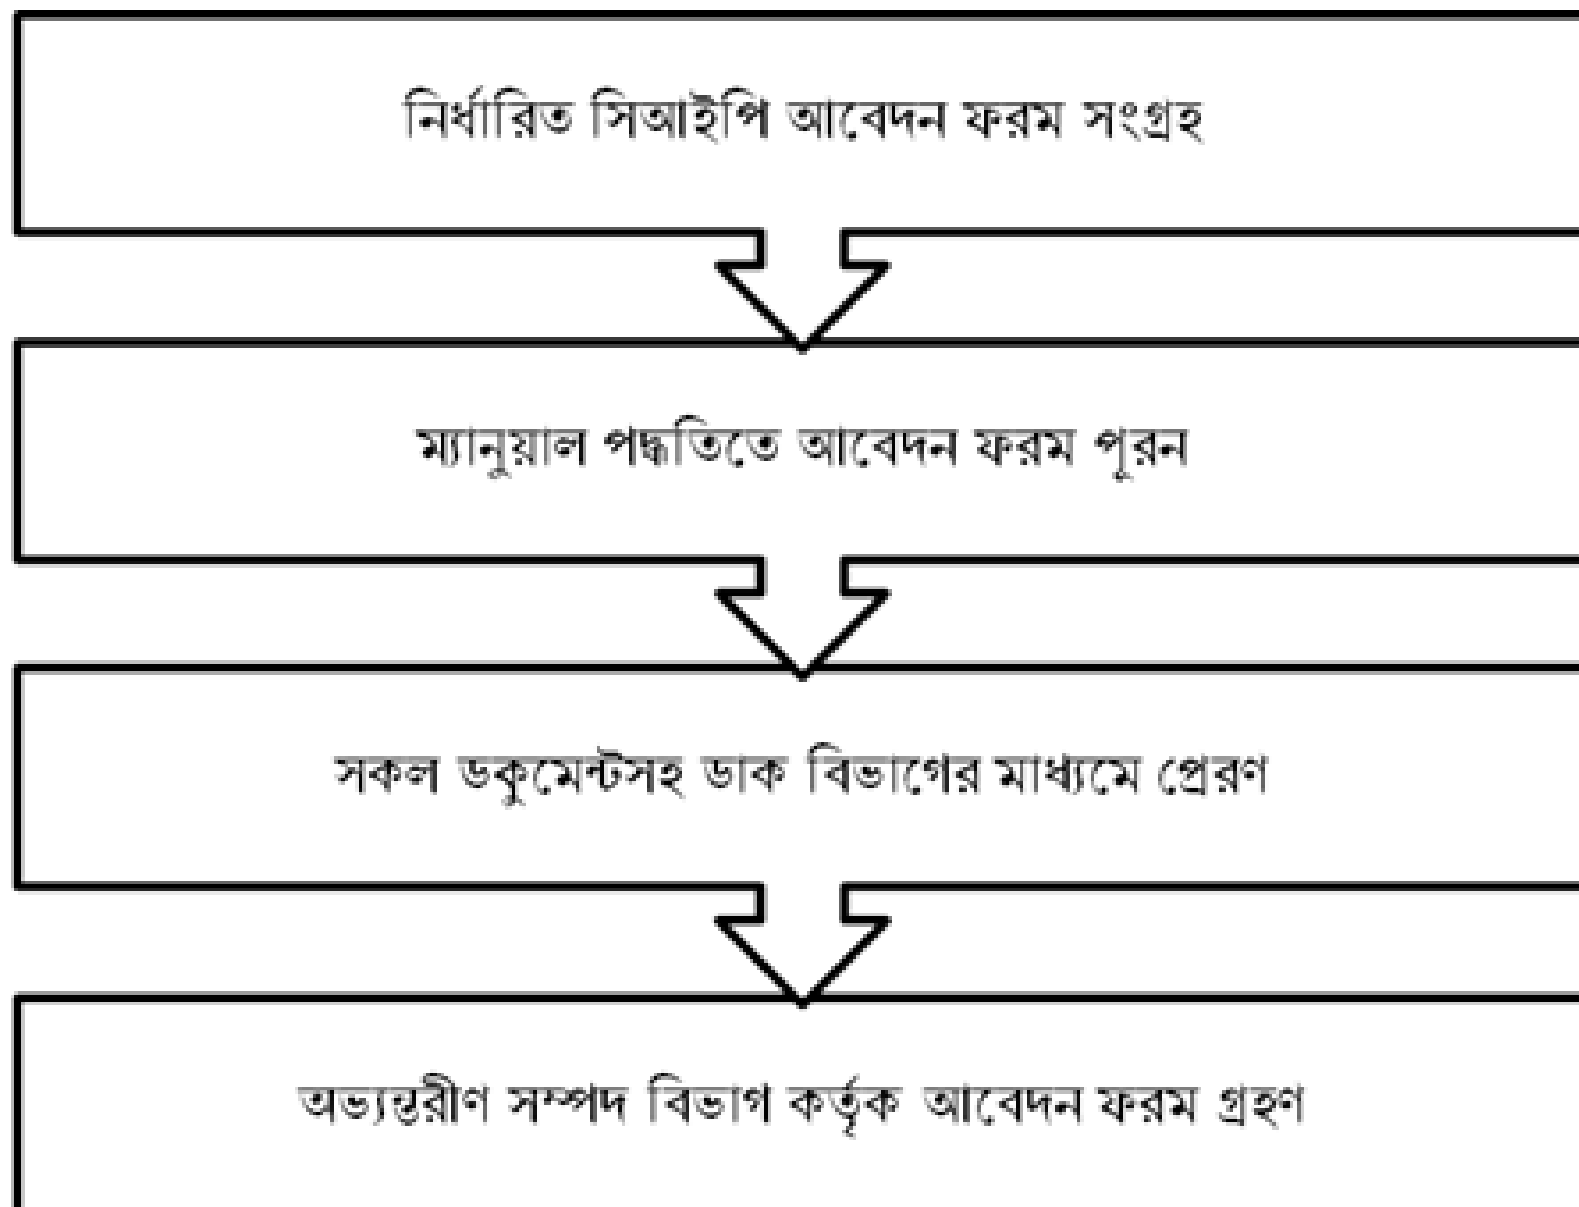 নির্ধারিত সিআইপি আবেদন ফরম সংগ্রহ
ম্যানুয়াল পদ্ধতিতে আবেদন ফরম পূরন
সকল ডকুমেন্টসহ ডাক বিভাগের মাধ্যমে প্রেরণ
অভ্যন্তরীণ সম্পদ বিভাগ কর্তৃক আবেদন ফরম গ্রহণ